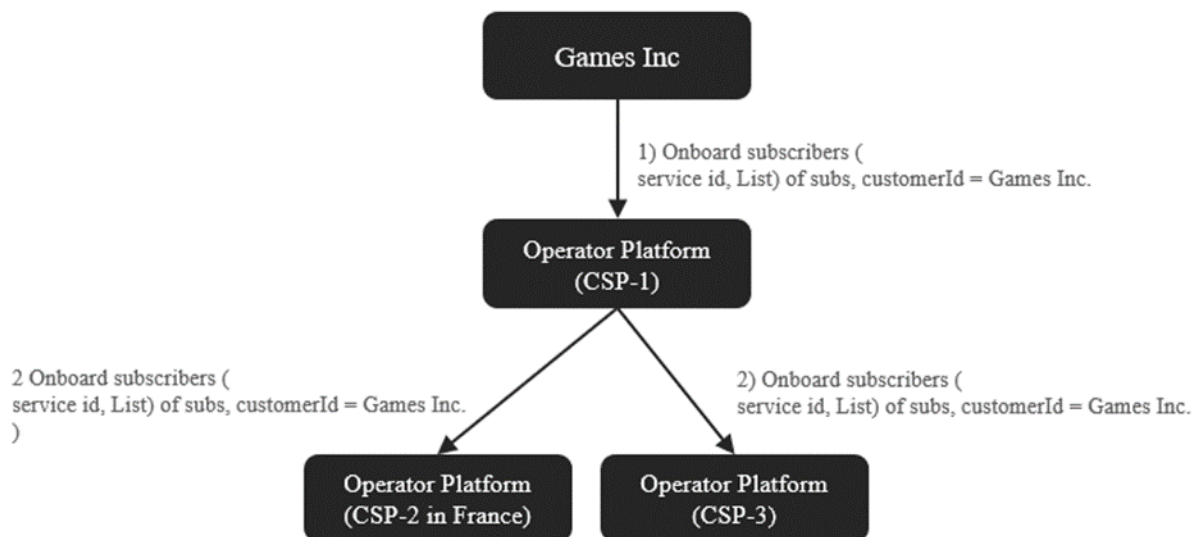 Games Inc
1) Onboard subscribers (
service id, List) of subs, customerId = Games Inc.
Operator Platform
(CSP-1)
2 Onboard subscribers (
service id, List) of subs, customerId = Games Inc.
)
2) Onboard subscribers (
service id, List) of subs, customerId = Games Inc.
Operator Platform
(CSP-2 in France)
Operator Platform
(CSP-3)